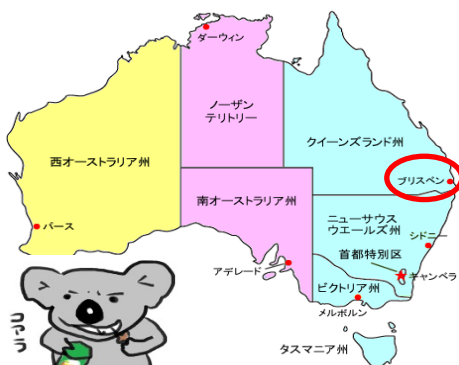 ダーウィン
ノーザン
テリトリー
クイーンズランド州
西オーストラリア州
ブリスベン
南オーストラリア州
ニューサウス
ウエールズ州
シドニー
パース
首都特別区
アデレード
キャンベラ
ビクトリア州
メルボルン
コアラ
タスマニア州